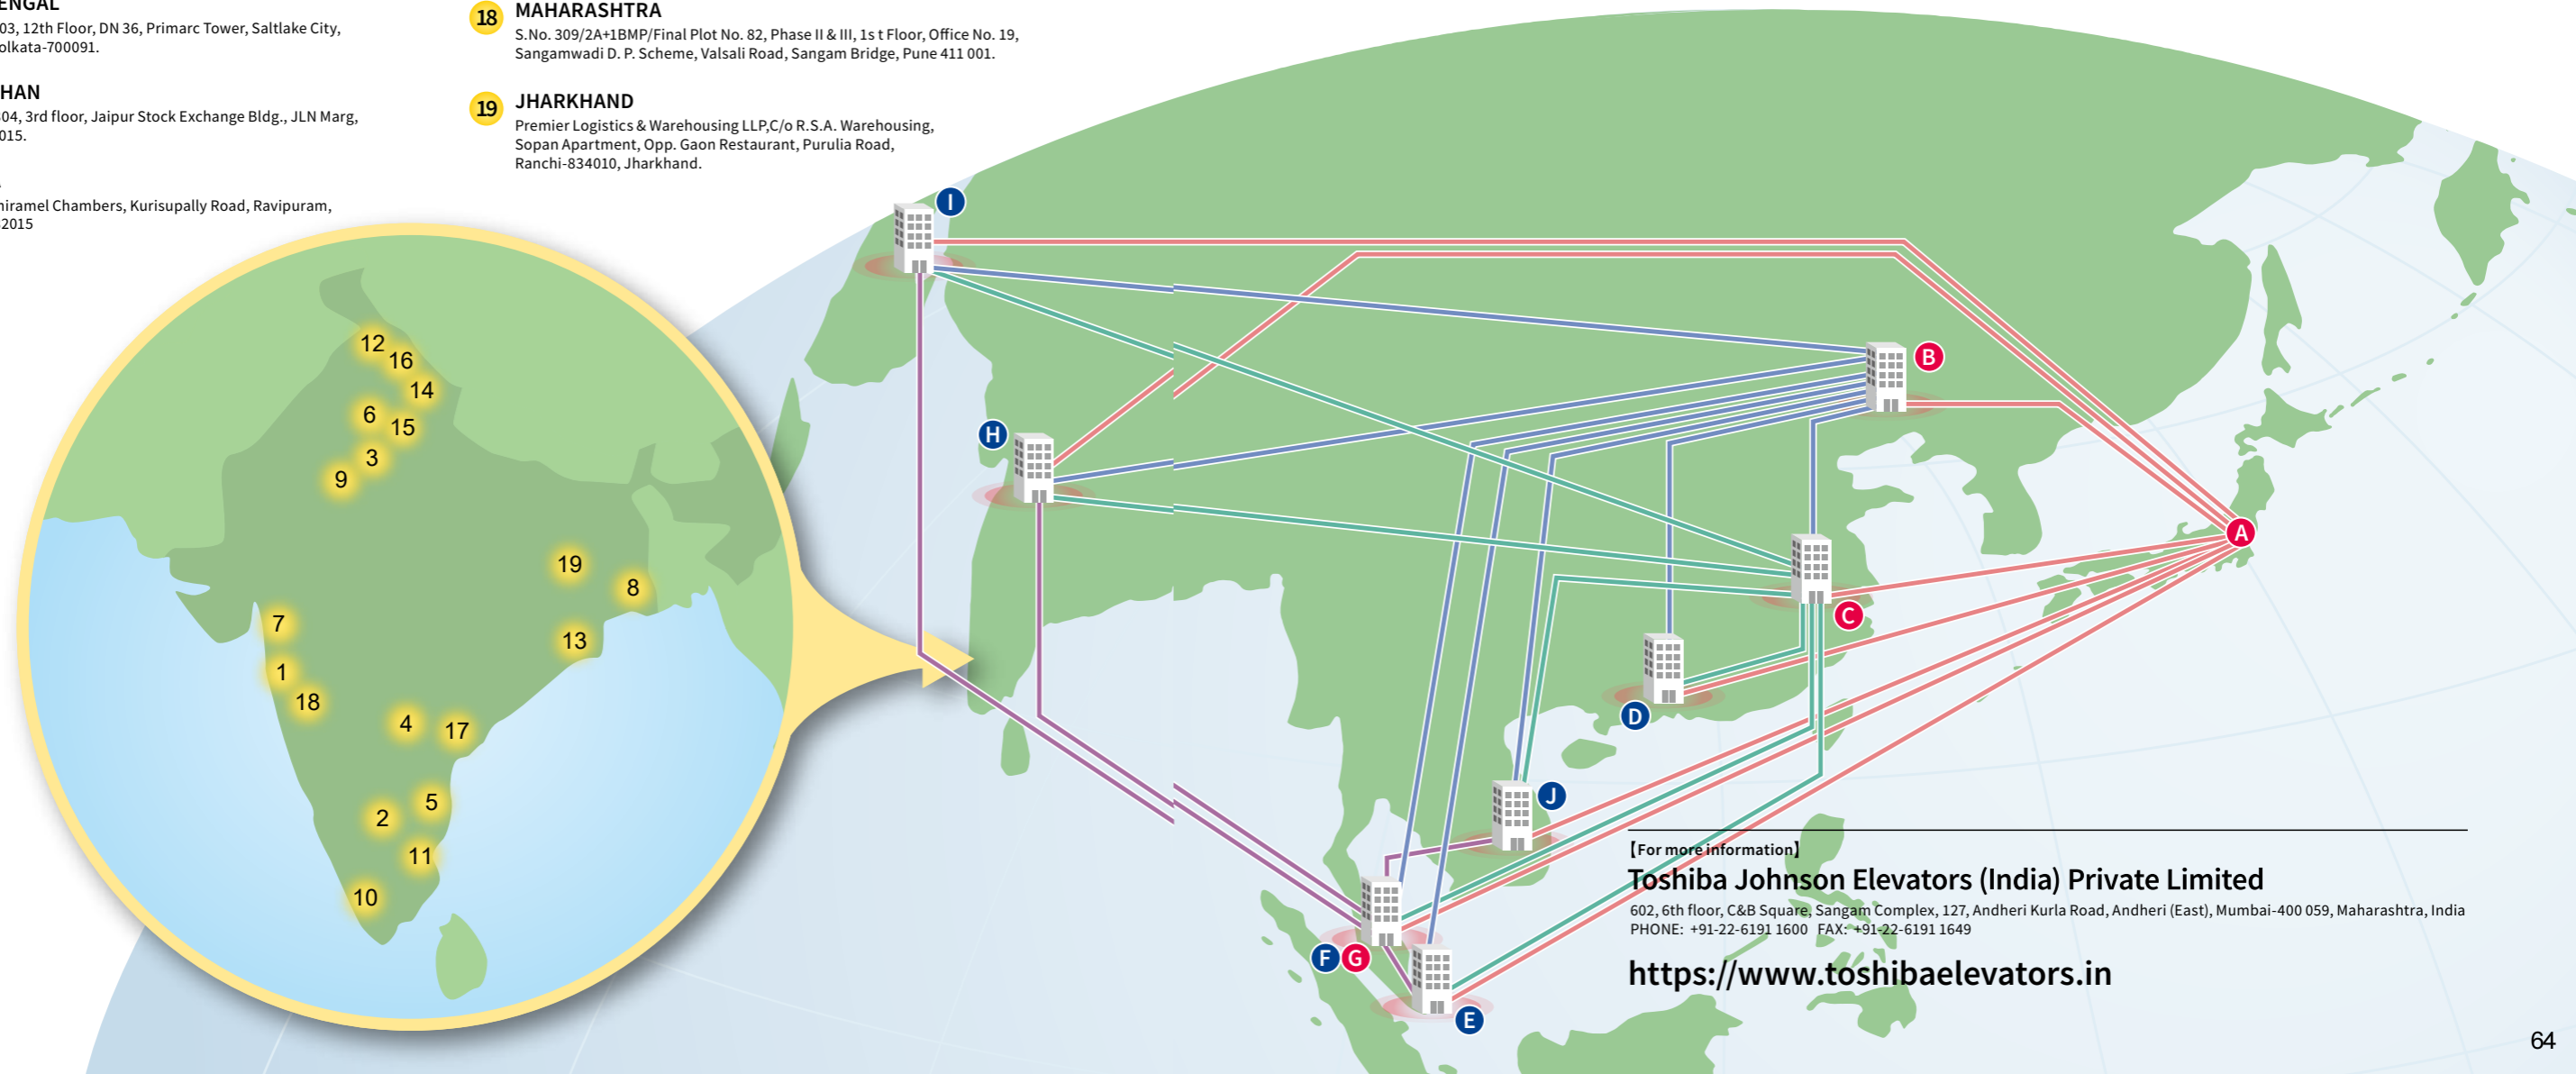 ENGAL
03, 12th Floor, DN 36, Primarc Tower, Saltlake City,
olkata-700091.
HAN
04, 3rd floor, Jaipur Stock Exchange Bldg., JLN Marg,
015.
hiramel Chambers, Kurisupally Road, Ravipuram,
2015
18 MAHARASHTRA
S.No. 309/2A+1BMP/Final Plot No. 82, Phase II & III, 1s t Floor, Office No. 19,
Sangamwadi D. P. Scheme, Valsali Road, Sangam Bridge, Pune 411 001.
19 JHARKHAND
Premier Logistics & Warehousing LLP,C/o R.S.A. Warehousing,
Sopan Apartment, Opp. Gaon Restaurant, Purulia Road,
Ranchi-834010, Jharkhand.
12
16
14
6
15
3
9
19
8
7
13
1
18
4
17
5
2
11
10
I
B
H
A
C
D
J
F G
E
【For more information】
Toshiba Johnson Elevators (India) Private Limited
602, 6th floor, C&B Square, Sangam Complex, 127, Andheri Kurla Road, Andheri (East), Mumbai-400 059, Maharashtra, India
PHONE: +91-22-6191 1600 FAX: +91-22-6191 1649
https://www.toshibaelevators.in
64